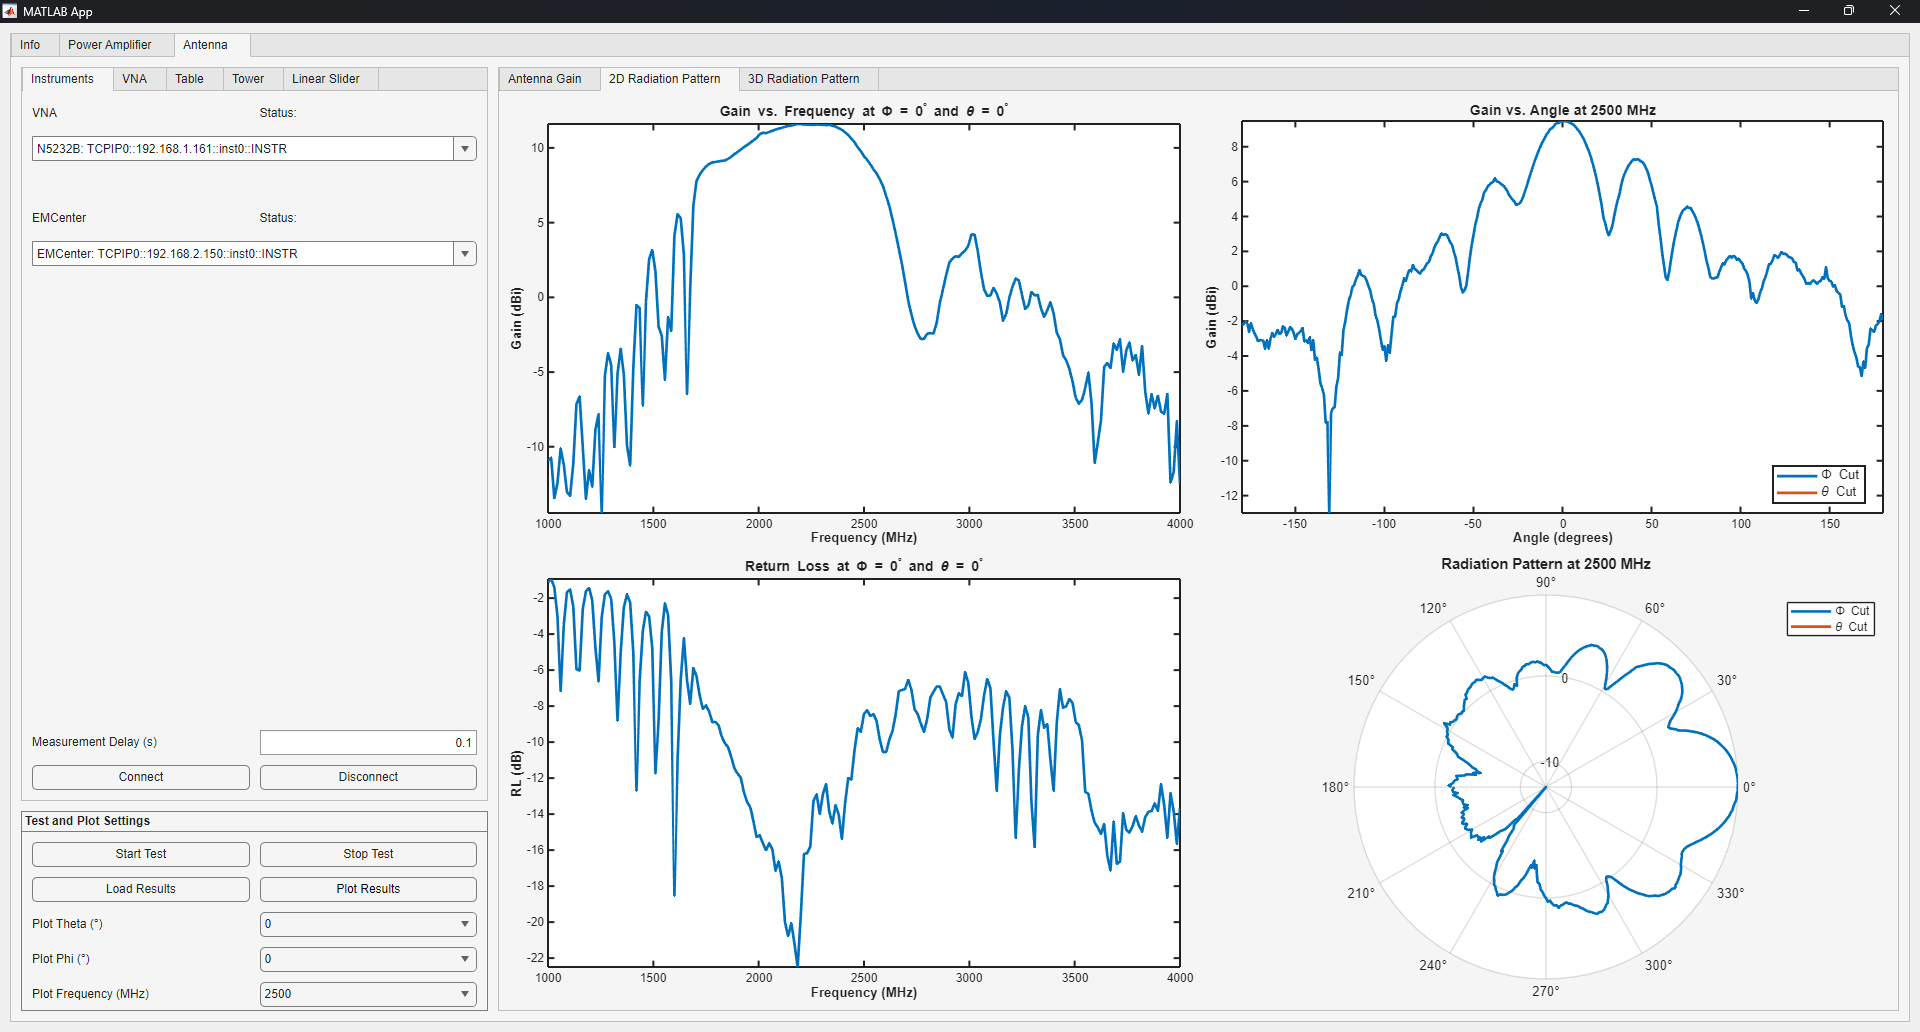 MATLAB App
Info
Power Amplifier
Antenna
Instruments
VNA
Table
Tower
Linear Slider
VNA
Status:
N5232B: TCPIP0::192.168.1.161::inst0::INSTR
EMCenter
Status:
EMCenter: TCPIP0::192.168.2.150::inst0::INSTR
Measurement Delay (s)
0.1
Connect
Disconnect
Test and Plot Settings
Start Test
Stop Test
Load Results
Plot Results
Plot Theta (°)
0
Plot Phi (°)
0
Plot Frequency (MHz)
2500
Antenna Gain
2D Radiation Pattern
3D Radiation Pattern
Gain vs. Frequency at Φ = 0° and θ = 0°
Gain (dBi)
10
5
0
-5
-10
1000
1500
2000
2500
3000
3500
4000
Frequency (MHz)
Gain vs. Angle at 2500 MHz
Gain (dBi)
8
6
4
2
0
-2
-4
-6
-8
-10
-12
Φ Cut
θ Cut
-150
-100
-50
0
50
100
150
Angle (degrees)
Return Loss at Φ = 0° and θ = 0°
RL (dB)
-2
-4
-6
-8
-10
-12
-14
-16
-18
-20
-22
1000
1500
2000
2500
3000
3500
4000
Frequency (MHz)
Radiation Pattern at 2500 MHz
90°
120°
60°
Φ Cut
θ Cut
150°
0
30°
-10
180°
0°
210°
330°
240°
300°
270°